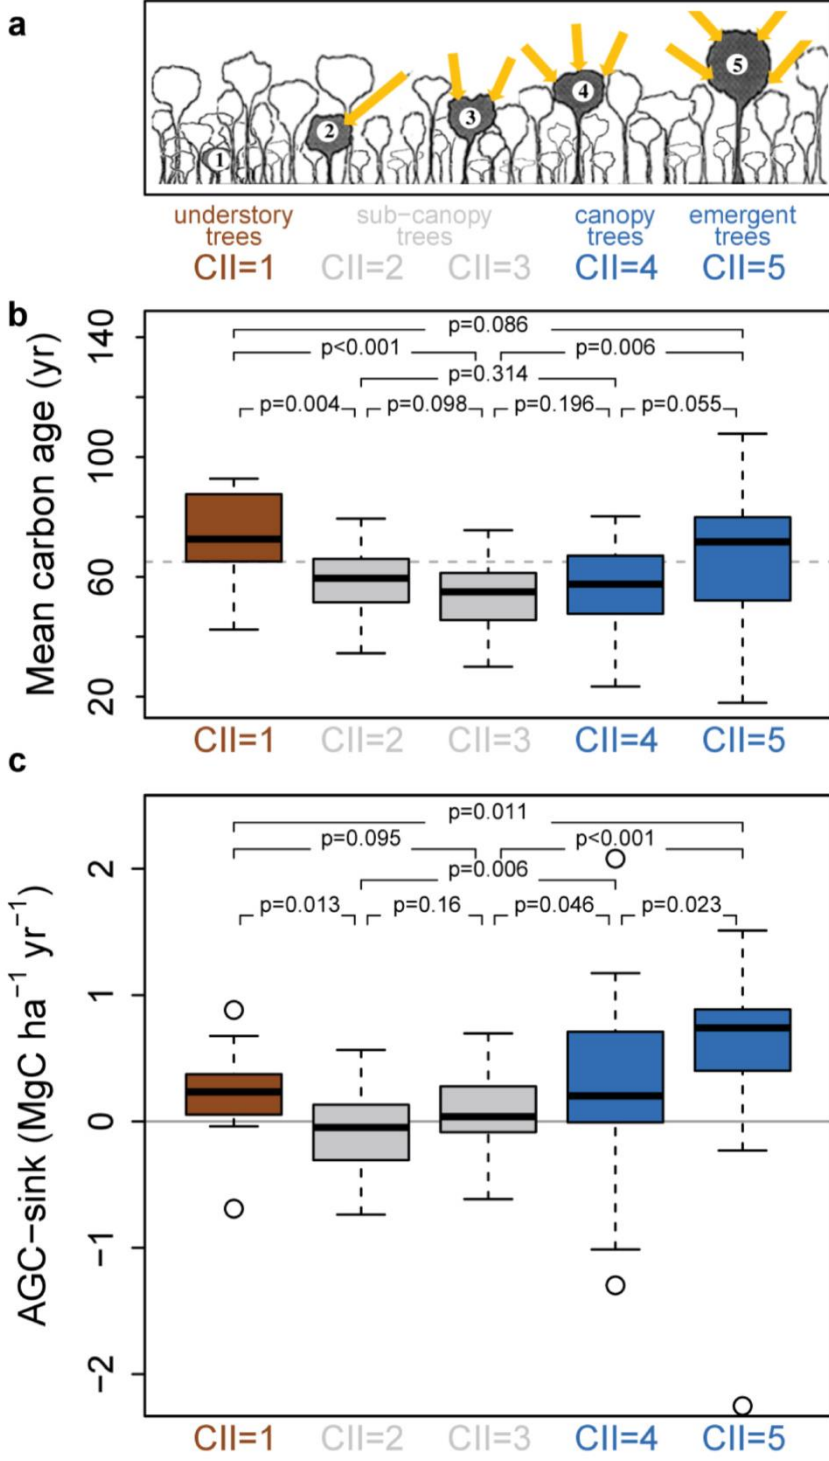 a
1 2 3 4 5
understory sub−canopy canopy emergent
trees trees trees trees
CII=1 CII=2 CII=3 CII=4 CII=5
b
Mean carbon age (yr)
140
100
60
20
p=0.086
p<0.001 p=0.006
p=0.314
p=0.004 p=0.098 p=0.196 p=0.055
CII=1 CII=2 CII=3 CII=4 CII=5
c
AGC−sink (MgC ha⁻¹ yr⁻¹)
2
1
0
−1
−2
p=0.011
p=0.095 p<0.001
p=0.006
p=0.013 p=0.16 p=0.046 p=0.023
CII=1 CII=2 CII=3 CII=4 CII=5